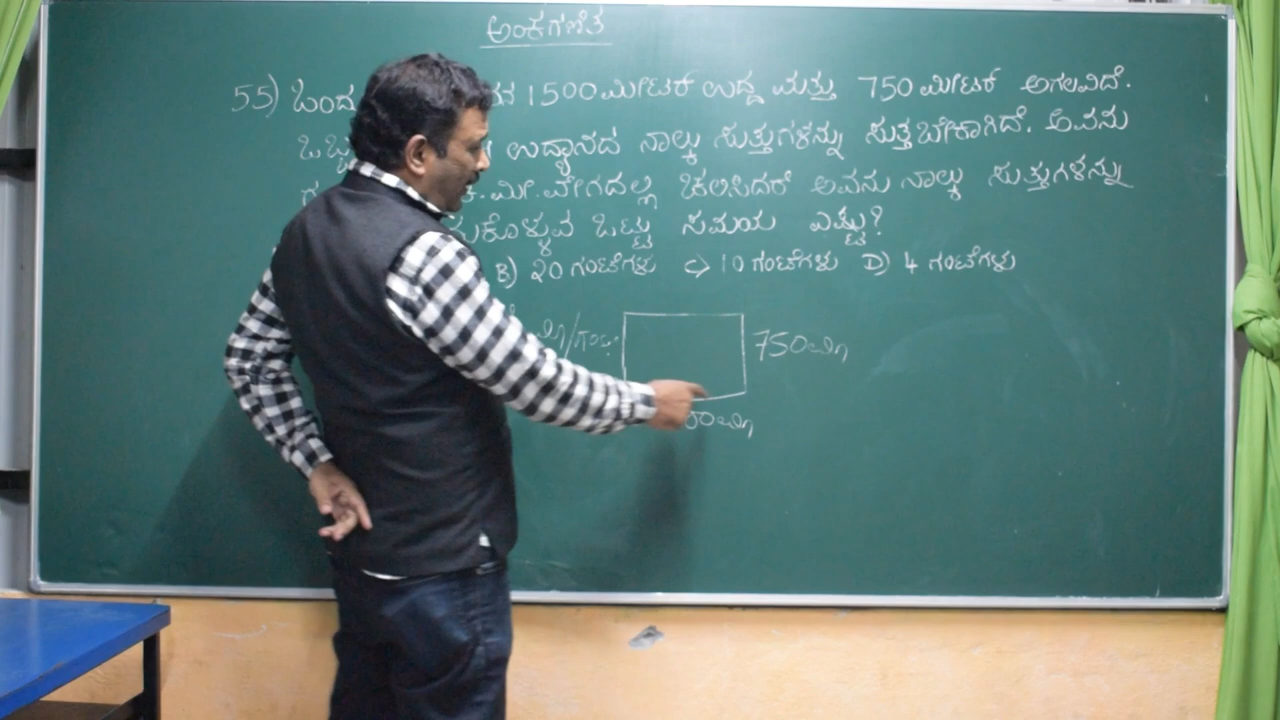 ಅಂಕಗಣಿತ
55) ಒಂದು 1500 ಮೀಟರ್ ಉದ್ದ ಮತ್ತು 750 ಮೀಟರ್ ಅಗಲವಿದೆ.
ಉದ್ಯಾನದ ನಾಲ್ಕು ಸುತ್ತುಗಳನ್ನು ಸುತ್ತಬೇಕಾಗಿದೆ. ಅವನು
ಕಿ.ಮೀ. ವೇಗದಲ್ಲಿ ಚಲಿಸಿದರೆ ಅವನು ನಾಲ್ಕು ಸುತ್ತುಗಳನ್ನು
ಒಟ್ಟು ಸಮಯ ಎಷ್ಟು?
B) 20 ಗಂಟೆಗಳು C) 10 ಗಂಟೆಗಳು D) 4 ಗಂಟೆಗಳು
750ಮೀ